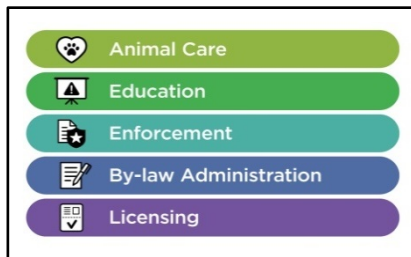 Animal Care
Education
Enforcement
By-law Administration
Licensing